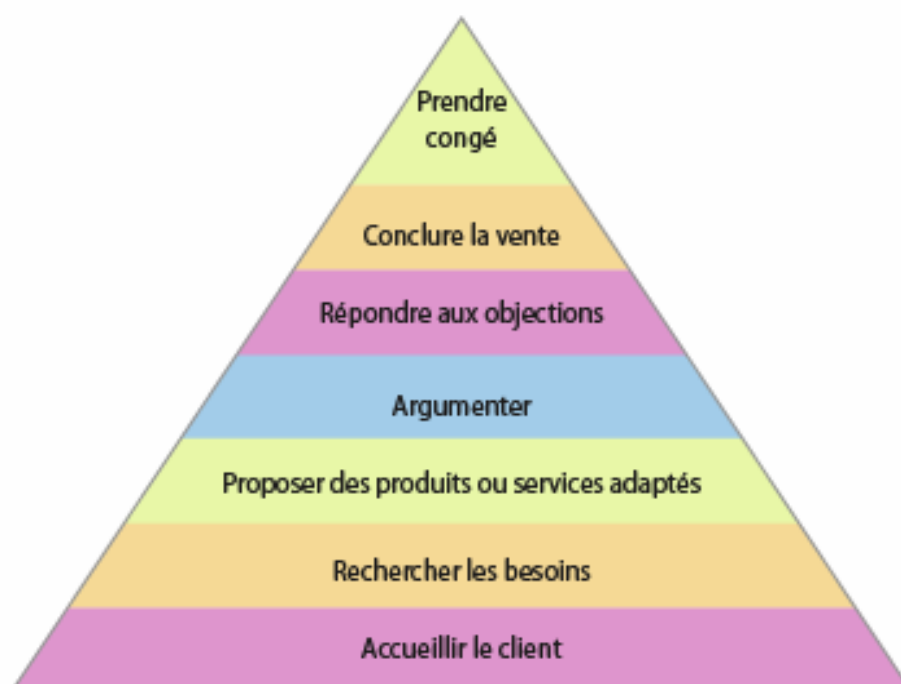 Prendre
congé
Conclure la vente
Répondre aux objections
Argumenter
Proposer des produits ou services adaptés
Rechercher les besoins
Accueillir le client